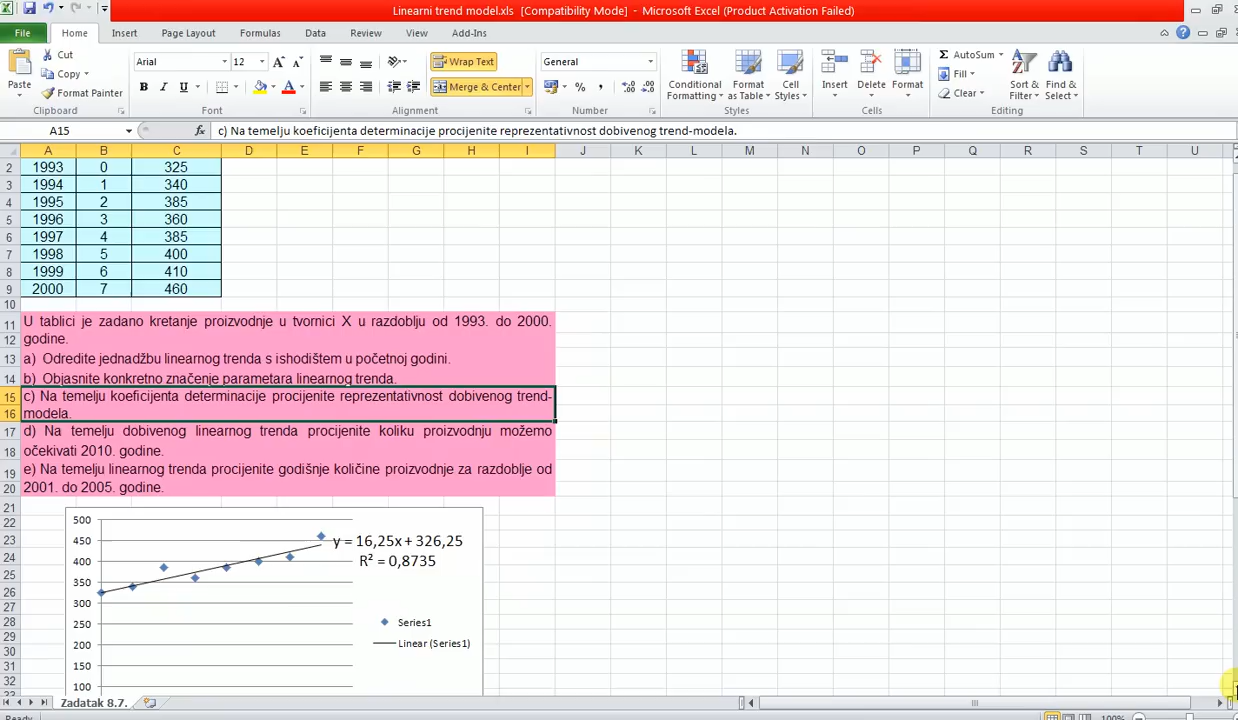 Linearni trend model.xls [Compatibility Mode] - Microsoft Excel (Product Activation Failed)
File Home Insert Page Layout Formulas Data Review View Add-Ins
Paste
Cut
Copy
Format Painter
Clipboard
Arial 12
B I U
Font
Wrap Text
Merge & Center
Alignment
General
Number
Conditional Formatting
Format as Table
Cell Styles
Styles
Insert Delete Format
Cells
AutoSum
Fill
Clear
Sort & Filter
Find & Select
Editing
A15 fx c) Na temelju koeficijenta determinacije procijenite reprezentativnost dobivenog trend-modela.
A B C D E F G H I J K L M N O P Q R S T U
2 1993 0 325
3 1994 1 340
4 1995 2 385
5 1996 3 360
6 1997 4 385
7 1998 5 400
8 1999 6 410
9 2000 7 460
10
11 U tablici je zadano kretanje proizvodnje u tvornici X u razdoblju od 1993. do 2000.
12 godine.
13 a) Odredite jednadžbu linearnog trenda s ishodištem u početnoj godini.
14 b) Objasnite konkretno značenje parametara linearnog trenda.
15 c) Na temelju koeficijenta determinacije procijenite reprezentativnost dobivenog trend-
16 modela.
17 d) Na temelju dobivenog linearnog trenda procijenite koliku proizvodnju možemo
18 očekivati 2010. godine.
19 e) Na temelju linearnog trenda procijenite godišnje količine proizvodnje za razdoblje od
20 2001. do 2005. godine.
21
22 500
23 450 y = 16,25x + 326,25
24 400 R² = 0,8735
25 350
26
27 300
28 250 Series1
29 200 Linear (Series1)
30
31 150
32 100
33
Zadatak 8.7.
Ready 100%